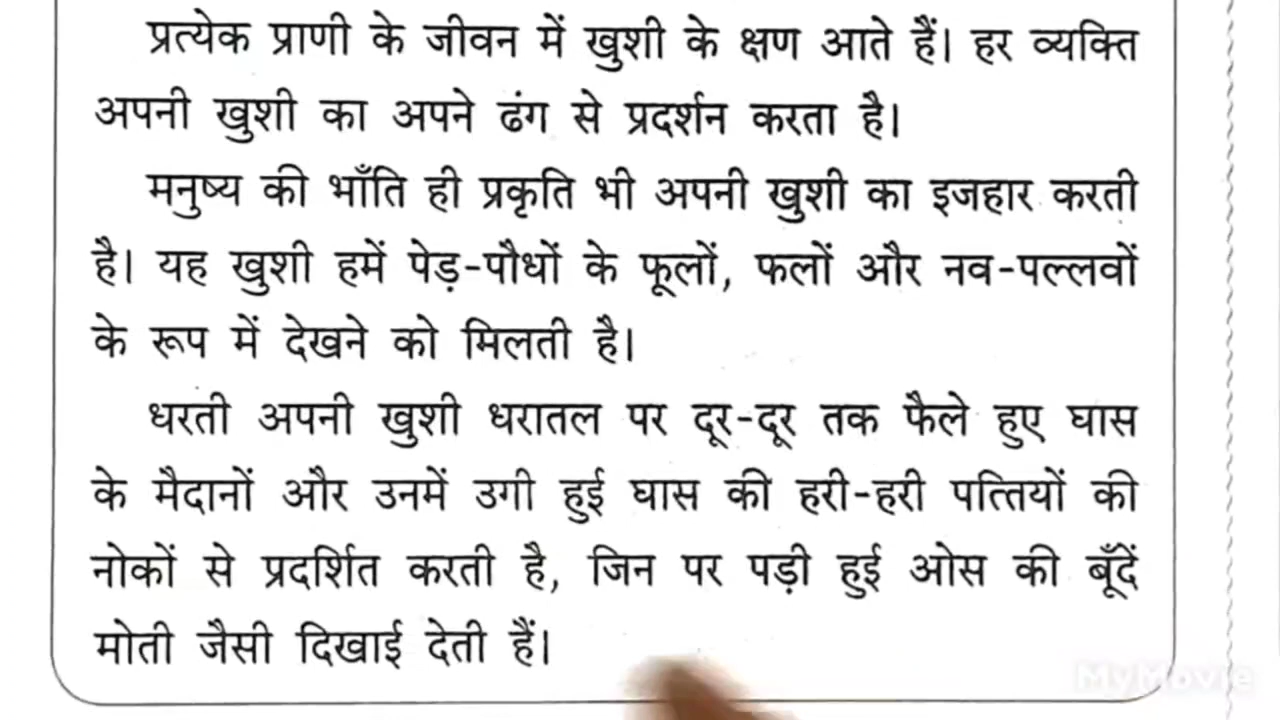 प्रत्येक प्राणी के जीवन में खुशी के क्षण आते हैं। हर व्यक्ति
अपनी खुशी का अपने ढंग से प्रदर्शन करता है।
मनुष्य की भाँति ही प्रकृति भी अपनी खुशी का इजहार करती
है। यह खुशी हमें पेड़-पौधों के फूलों, फलों और नव-पल्लवों
के रूप में देखने को मिलती है।
धरती अपनी खुशी धरातल पर दूर-दूर तक फैले हुए घास
के मैदानों और उनमें उगी हुई घास की हरी-हरी पत्तियों की
नोकों से प्रदर्शित करती है, जिन पर पड़ी हुई ओस की बूँदें
मोती जैसी दिखाई देती हैं।
MyMovie